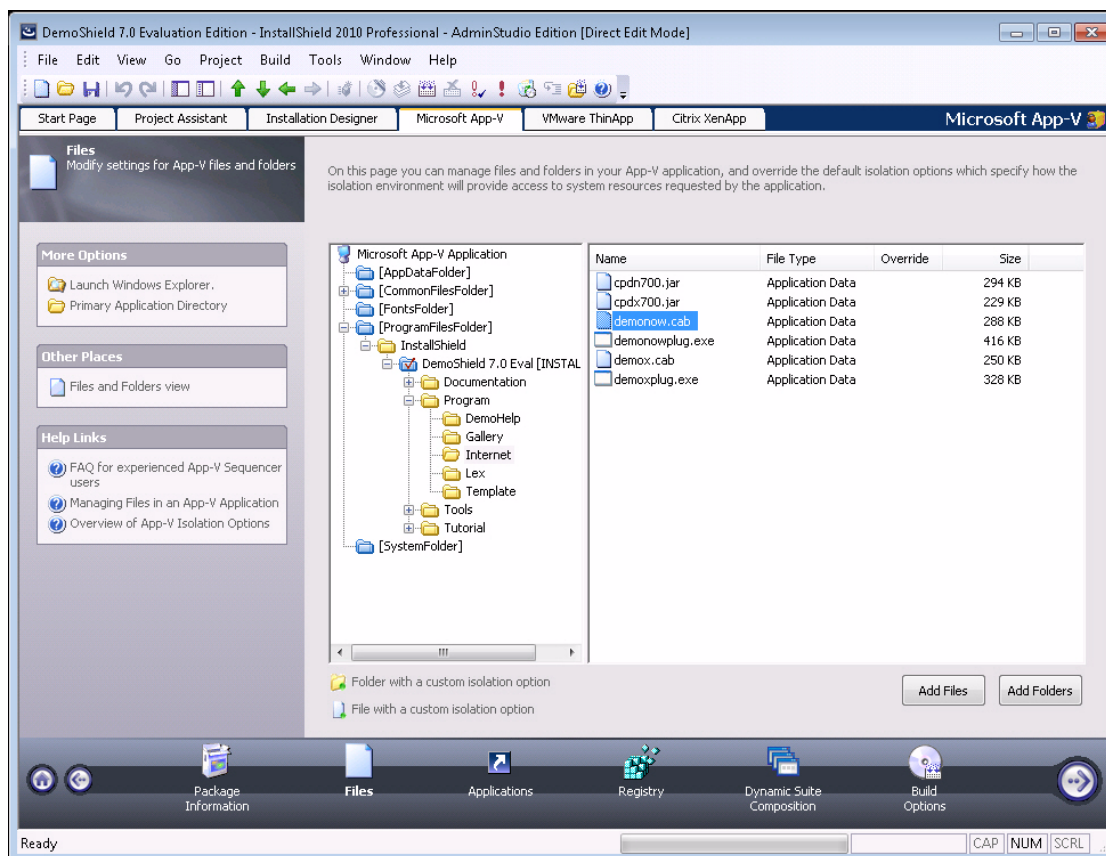 DemoShield 7.0 Evaluation Edition - InstallShield 2010 Professional - AdminStudio Edition [Direct Edit Mode]
File Edit View Go Project Build Tools Window Help
Start Page Project Assistant Installation Designer Microsoft App-V VMware ThinApp Citrix XenApp Microsoft App-V
Files
Modify settings for App-V files and folders
On this page you can manage files and folders in your App-V application, and override the default isolation options which specify how the
isolation environment will provide access to system resources requested by the application.
More Options
Launch Windows Explorer.
Primary Application Directory
Other Places
Files and Folders view
Help Links
FAQ for experienced App-V Sequencer
users
Managing Files in an App-V Application
Overview of App-V Isolation Options
Microsoft App-V Application
[AppDataFolder]
[CommonFilesFolder]
[FontsFolder]
[ProgramFilesFolder]
InstallShield
DemoShield 7.0 Eval [INSTAL
Documentation
Program
DemoHelp
Gallery
Internet
Lex
Template
Tools
Tutorial
[SystemFolder]
Name File Type Override Size
cpdn700.jar Application Data 294 KB
cpdx700.jar Application Data 229 KB
demonow.cab Application Data 288 KB
demonowplug.exe Application Data 416 KB
demox.cab Application Data 250 KB
demoxplug.exe Application Data 328 KB
Folder with a custom isolation option
File with a custom isolation option
Add Files Add Folders
Package
Information
Files
Applications
Registry
Dynamic Suite
Composition
Build
Options
Ready CAP NUM SCRL